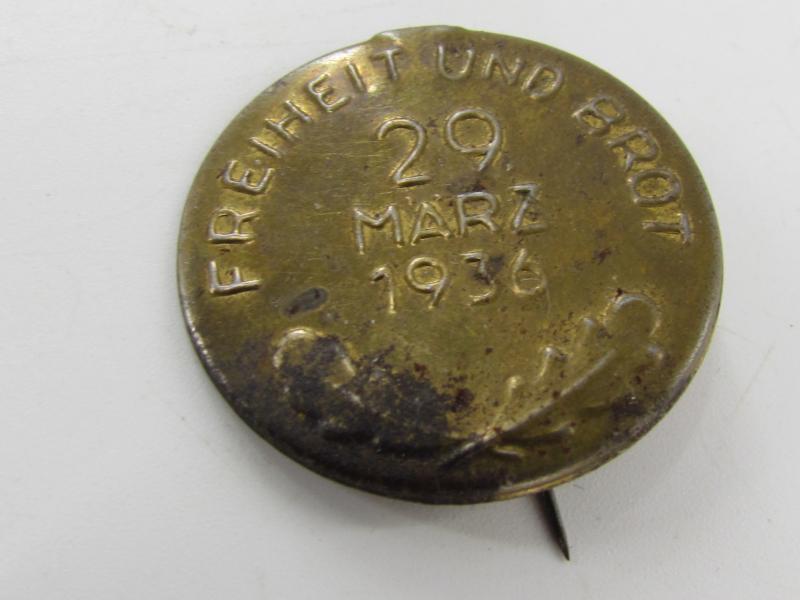 FREIHEIT UND BROT
29.
MÄRZ
1936